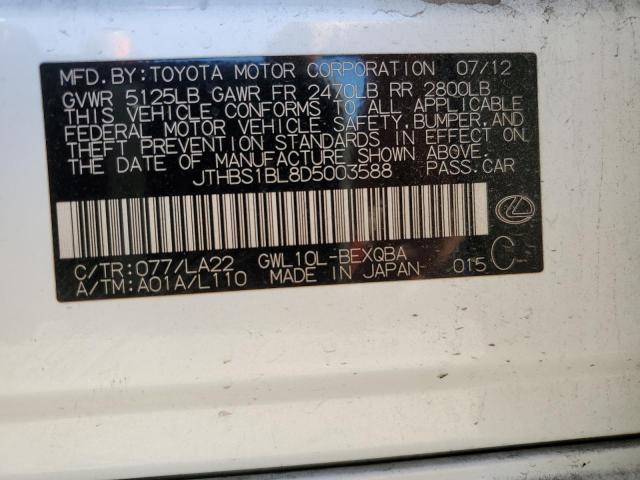 MFD. BY: TOYOTA MOTOR CORPORATION 07/12
GVWR 5125LB GAWR FR 2470LB RR 2800LB
THIS VEHICLE CONFORMS TO ALL APPLICABLE
FEDERAL MOTOR VEHICLE SAFETY, BUMPER, AND
THEFT PREVENTION STANDARDS IN EFFECT ON
THE DATE OF MANUFACTURE SHOWN ABOVE.
JTHBS1BL8D5003588 PASS.CAR
C/TR: 077/LA22 GWL10L-BEXQBA
A/TM: A01A/L110 MADE IN JAPAN- 015 C